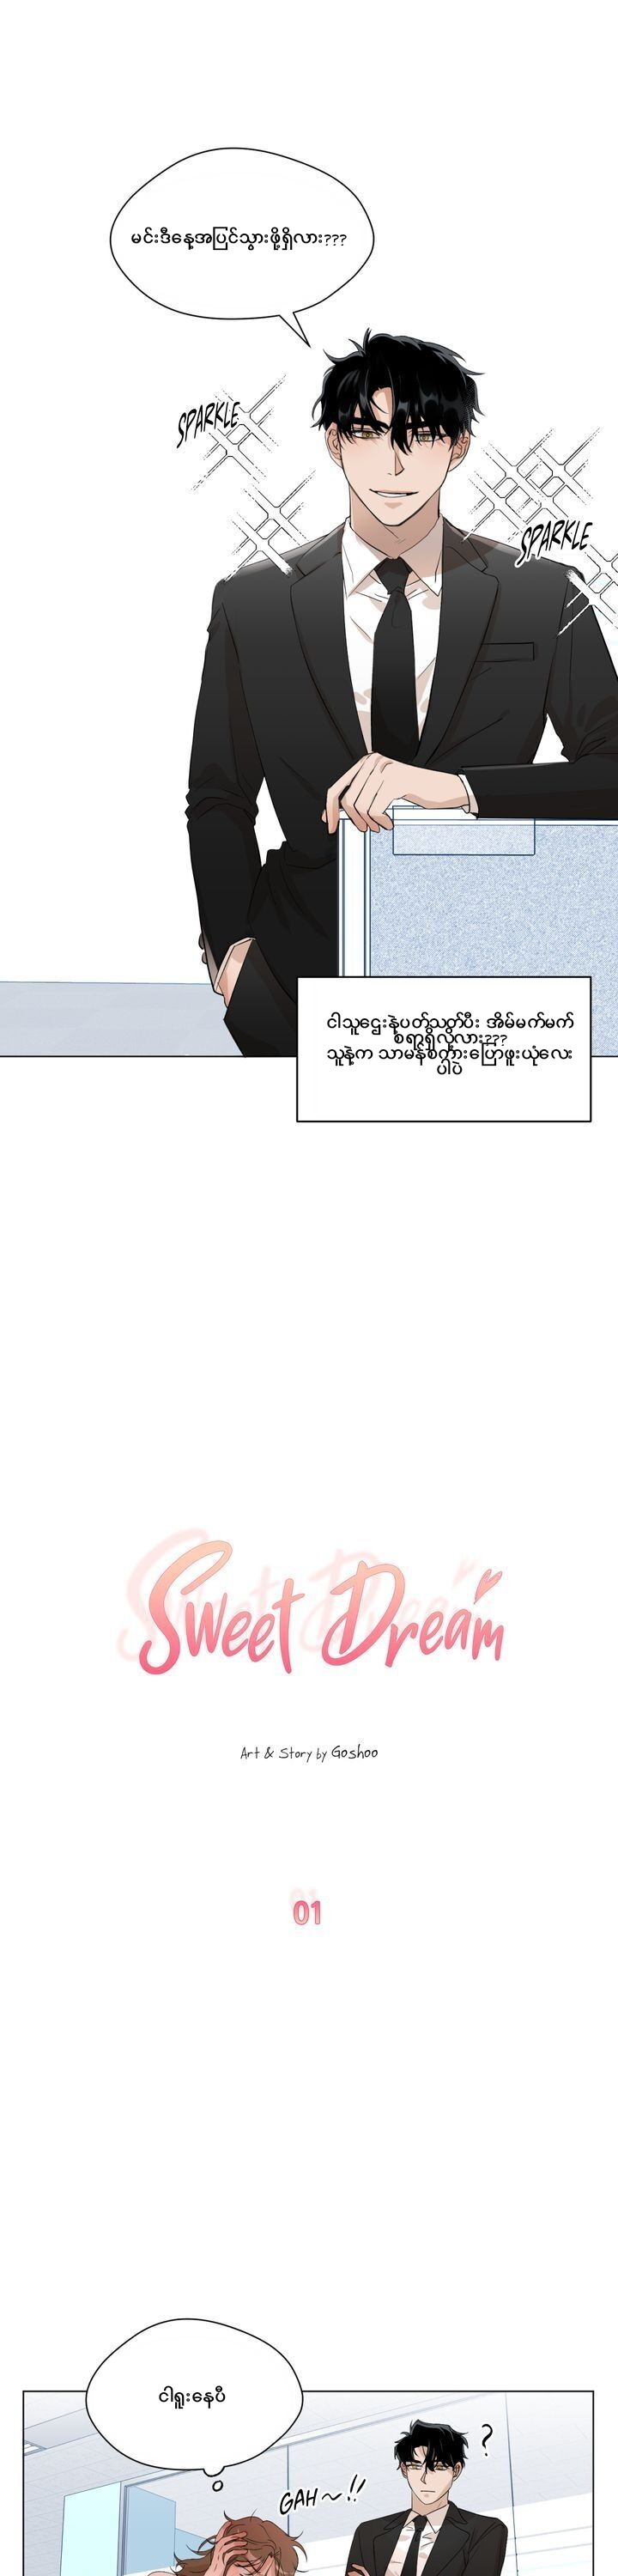 မင်းဒီနေ့အပြင်သွားဖို့ရှိလား???
SPARKLE
SPARKLE
ငါသူဌေးနဲ့ပတ်သတ်ပီး အိမ်မက်မက်
စရာရှိလို့လား???
သူနဲ့က သာမန်စကားပြောဖူးယုံလေး
ပါပဲ
Sweet Dream
Art & Story by Goshoo
01
ငါရူးနေပီ
?
GAH~!!